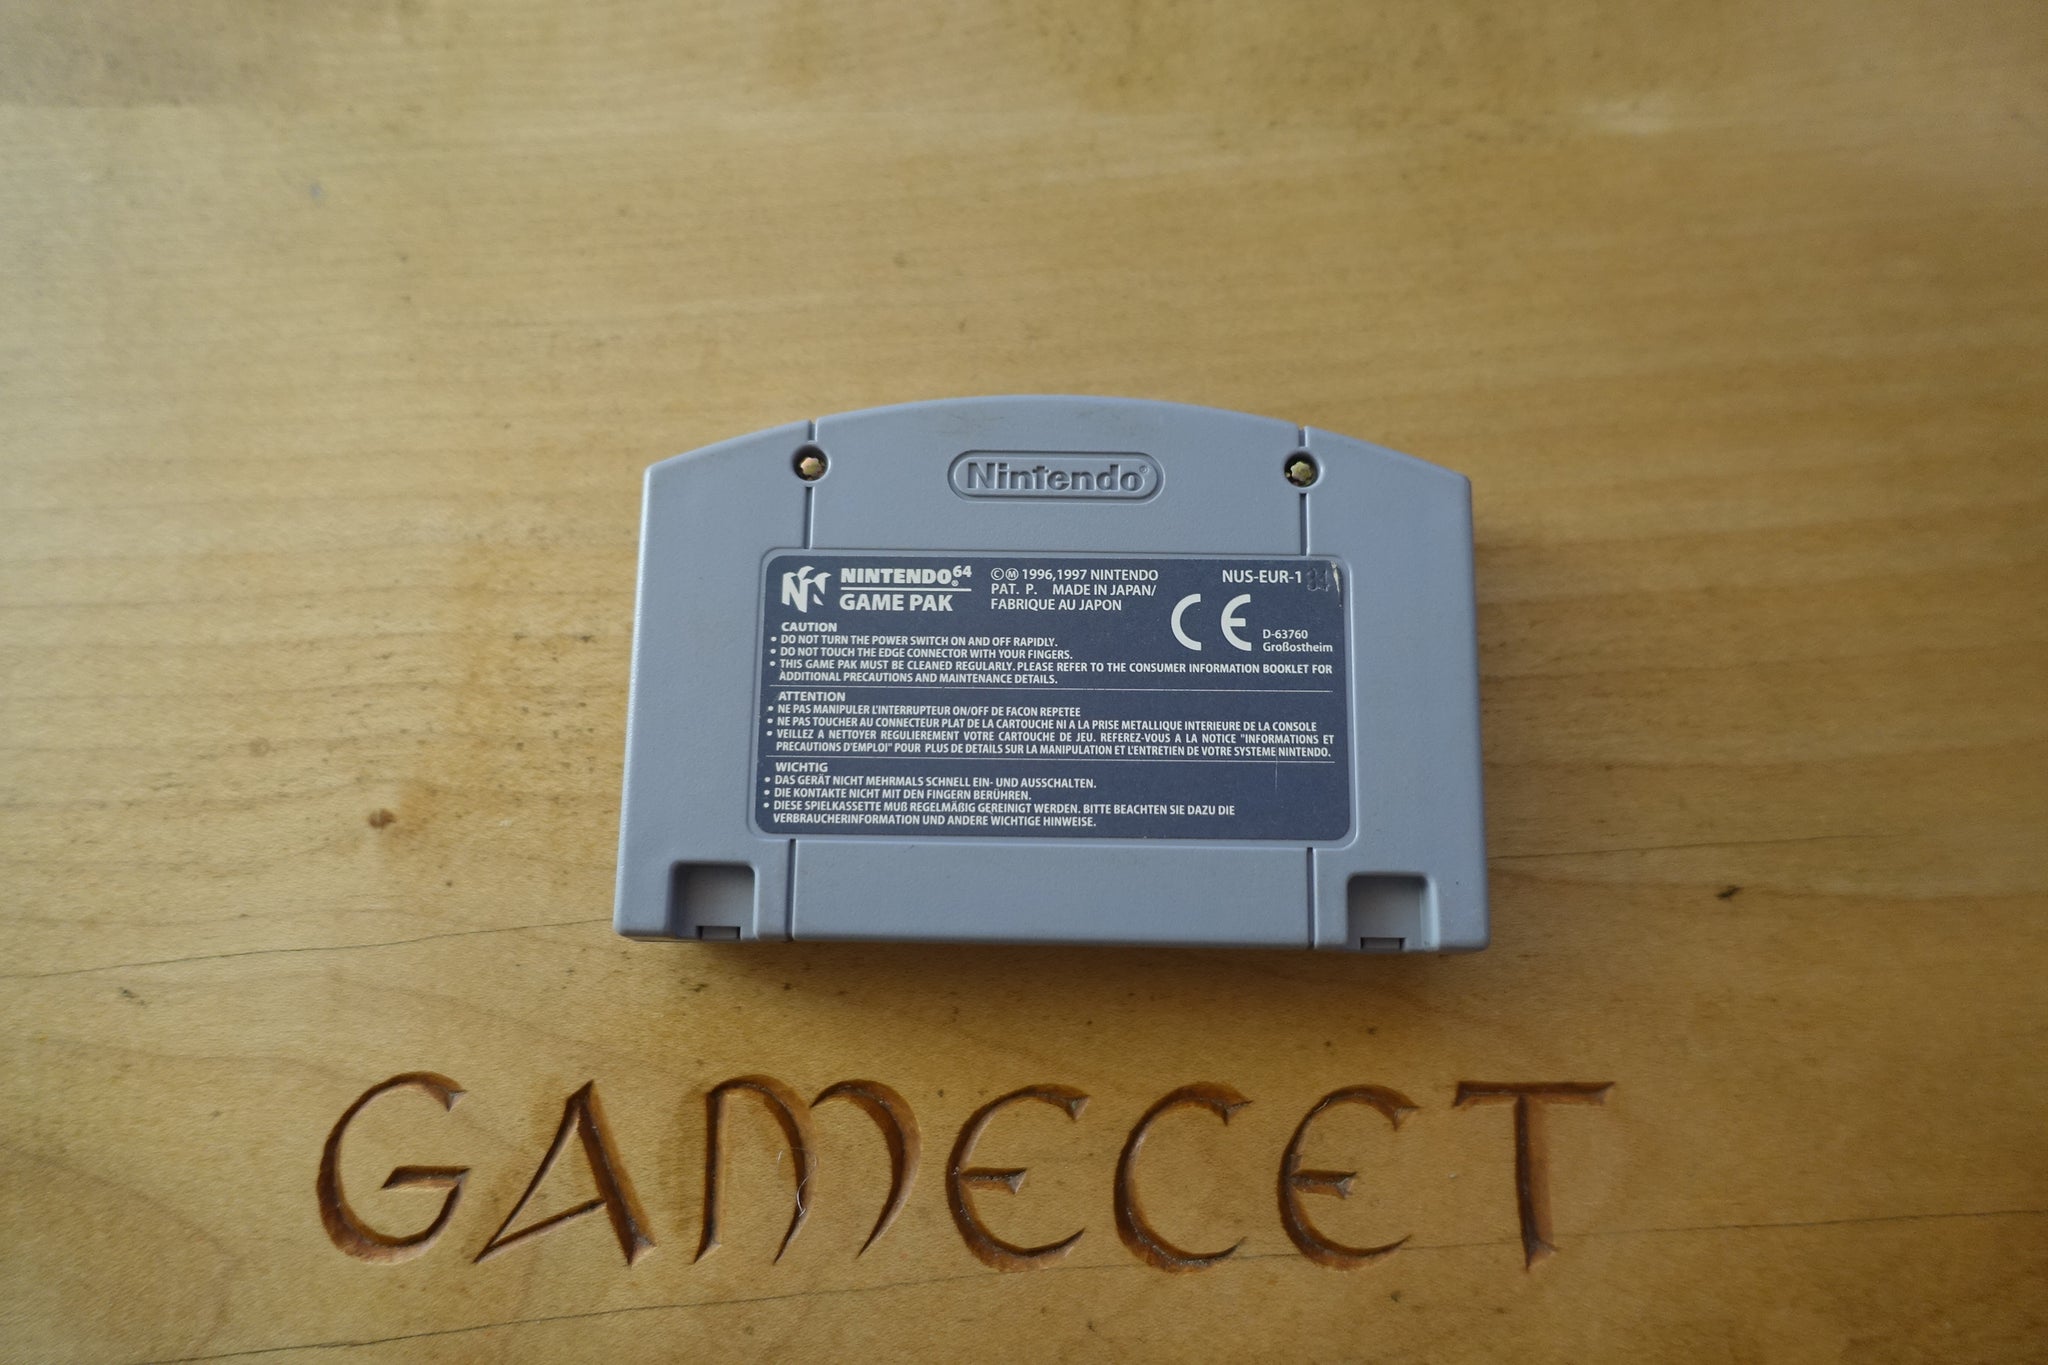 Nintendo®
NINTENDO64®
GAME PAK
©Ⓜ 1996,1997 NINTENDO
PAT. P. MADE IN JAPAN/
FABRIQUE AU JAPON
NUS-EUR-1
CE
D-63760
Großostheim
CAUTION
• DO NOT TURN THE POWER SWITCH ON AND OFF RAPIDLY.
• DO NOT TOUCH THE EDGE CONNECTOR WITH YOUR FINGERS.
• THIS GAME PAK MUST BE CLEANED REGULARLY. PLEASE REFER TO THE CONSUMER INFORMATION BOOKLET FOR
ADDITIONAL PRECAUTIONS AND MAINTENANCE DETAILS.
ATTENTION
• NE PAS MANIPULER L'INTERRUPTEUR ON/OFF DE FACON REPETEE
• NE PAS TOUCHER AU CONNECTEUR PLAT DE LA CARTOUCHE NI A LA PRISE METALLIQUE INTERIEURE DE LA CONSOLE
• VEILLEZ A NETTOYER REGULIEREMENT VOTRE CARTOUCHE DE JEU. REFEREZ-VOUS A LA NOTICE "INFORMATIONS ET
PRECAUTIONS D'EMPLOI" POUR PLUS DE DETAILS SUR LA MANIPULATION ET L'ENTRETIEN DE VOTRE SYSTEME NINTENDO.
WICHTIG
• DAS GERÄT NICHT MEHRMALS SCHNELL EIN- UND AUSSCHALTEN.
• DIE KONTAKTE NICHT MIT DEN FINGERN BERÜHREN.
• DIESE SPIELKASSETTE MUß REGELMÄßIG GEREINIGT WERDEN. BITTE BEACHTEN SIE DAZU DIE
VERBRAUCHERINFORMATION UND ANDERE WICHTIGE HINWEISE.
GAMECET